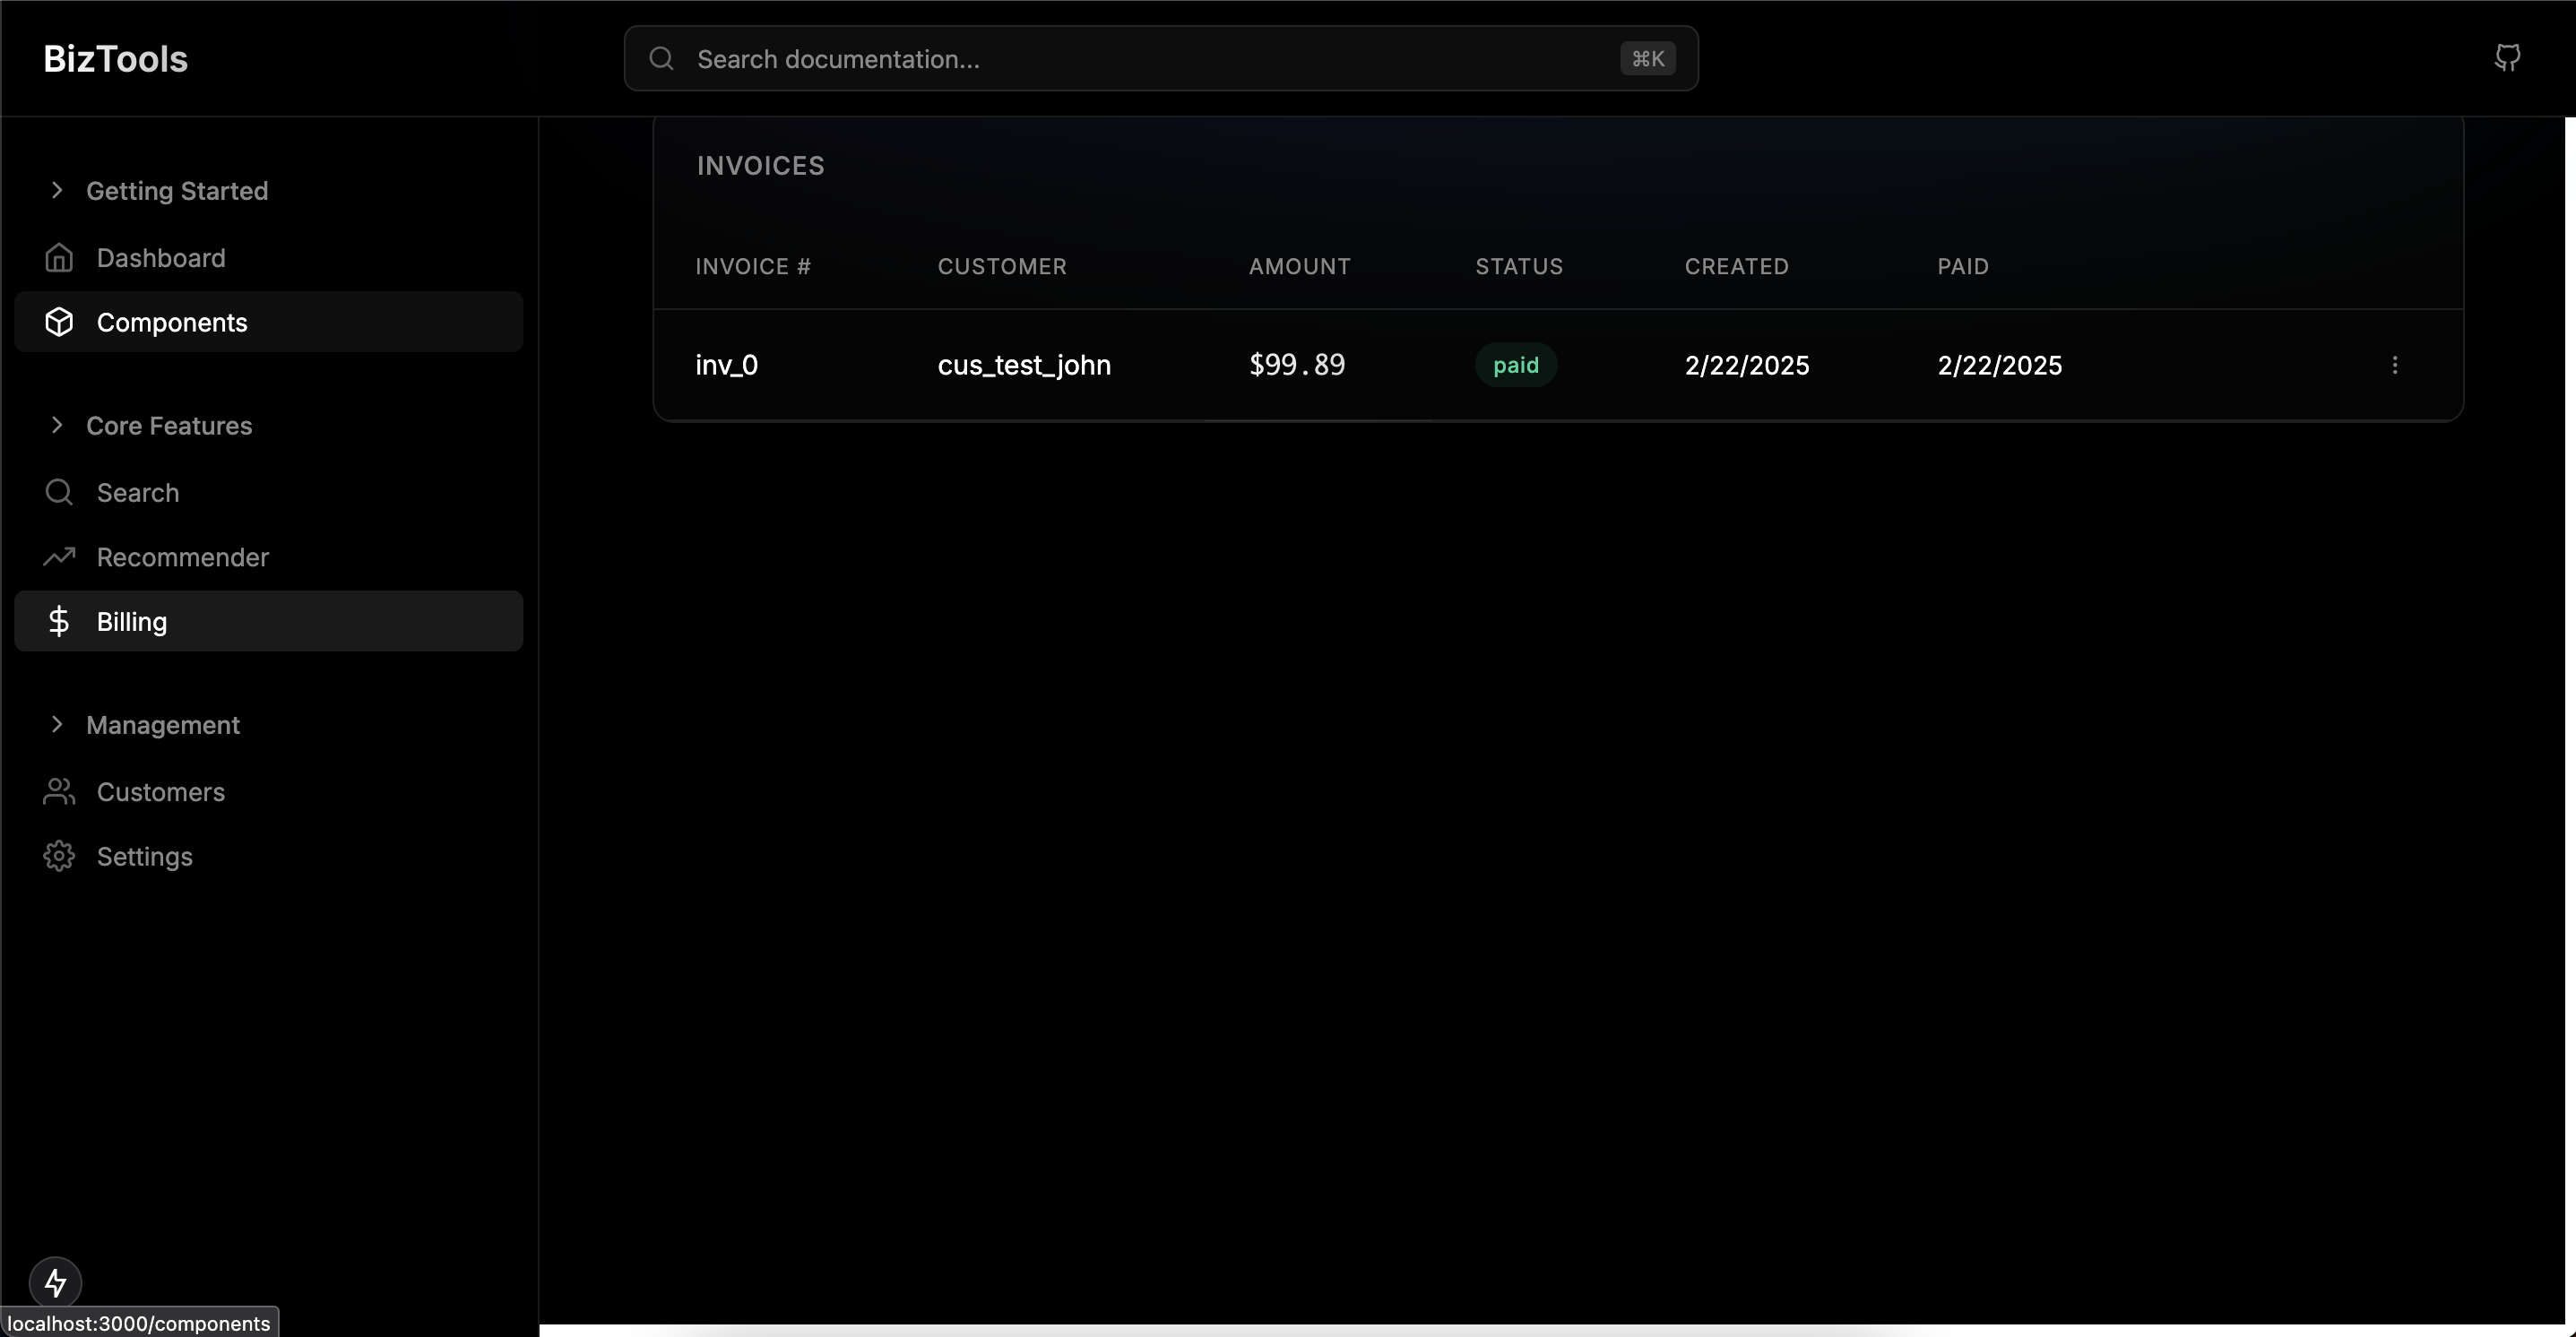 BizTools
Search documentation...
⌘K
Getting Started
Dashboard
Components
Core Features
Search
Recommender
Billing
Management
Customers
Settings
INVOICES
INVOICE # CUSTOMER AMOUNT STATUS CREATED PAID
inv_0 cus_test_john $99.89 paid 2/22/2025 2/22/2025
localhost:3000/components